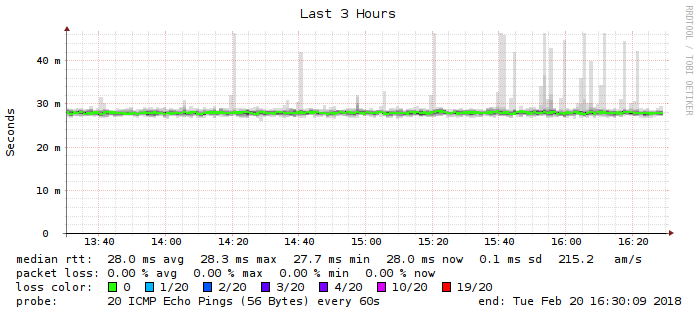 Last 3 Hours
RRDTOOL / TOBI OETIKER
Seconds
40 m
30 m
20 m
10 m
0
13:40 14:00 14:20 14:40 15:00 15:20 15:40 16:00 16:20
median rtt: 28.0 ms avg 28.3 ms max 27.7 ms min 28.0 ms now 0.1 ms sd 215.2 am/s
packet loss: 0.00 % avg 0.00 % max 0.00 % min 0.00 % now
loss color: 0 1/20 2/20 3/20 4/20 10/20 19/20
probe: 20 ICMP Echo Pings (56 Bytes) every 60s end: Tue Feb 20 16:30:09 2018